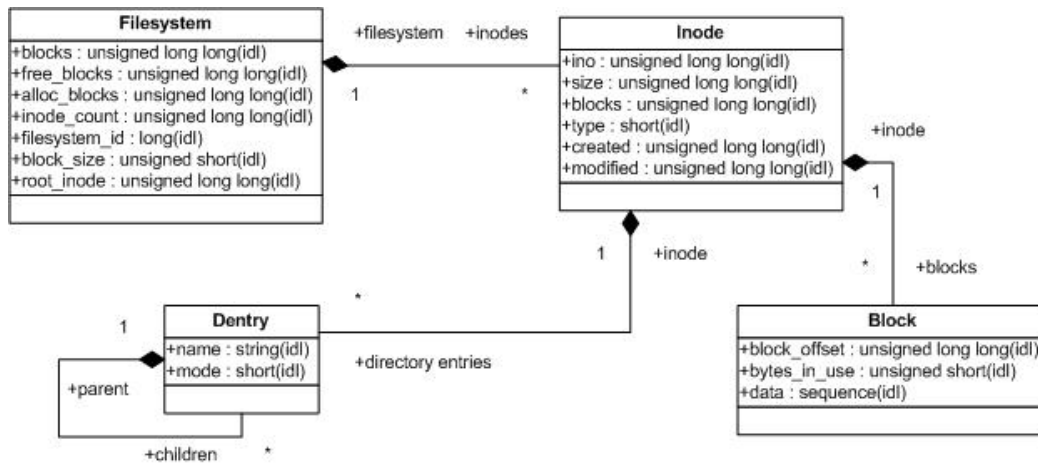 Filesystem
+blocks : unsigned long long(idl)
+free_blocks : unsigned long long(idl)
+alloc_blocks : unsigned long long(idl)
+inode_count : unsigned long long(idl)
+filesystem_id : long(idl)
+block_size : unsigned short(idl)
+root_inode : unsigned long long(idl)
+filesystem
+inodes
1
*
Inode
+ino : unsigned long long(idl)
+size : unsigned long long(idl)
+blocks : unsigned long long(idl)
+type : short(idl)
+created : unsigned long long(idl)
+modified : unsigned long long(idl)
+inode
1
*
+blocks
1
+inode
*
+directory entries
Dentry
+name : string(idl)
+mode : short(idl)
1
+parent
+children
*
Block
+block_offset : unsigned long long(idl)
+bytes_in_use : unsigned short(idl)
+data : sequence(idl)